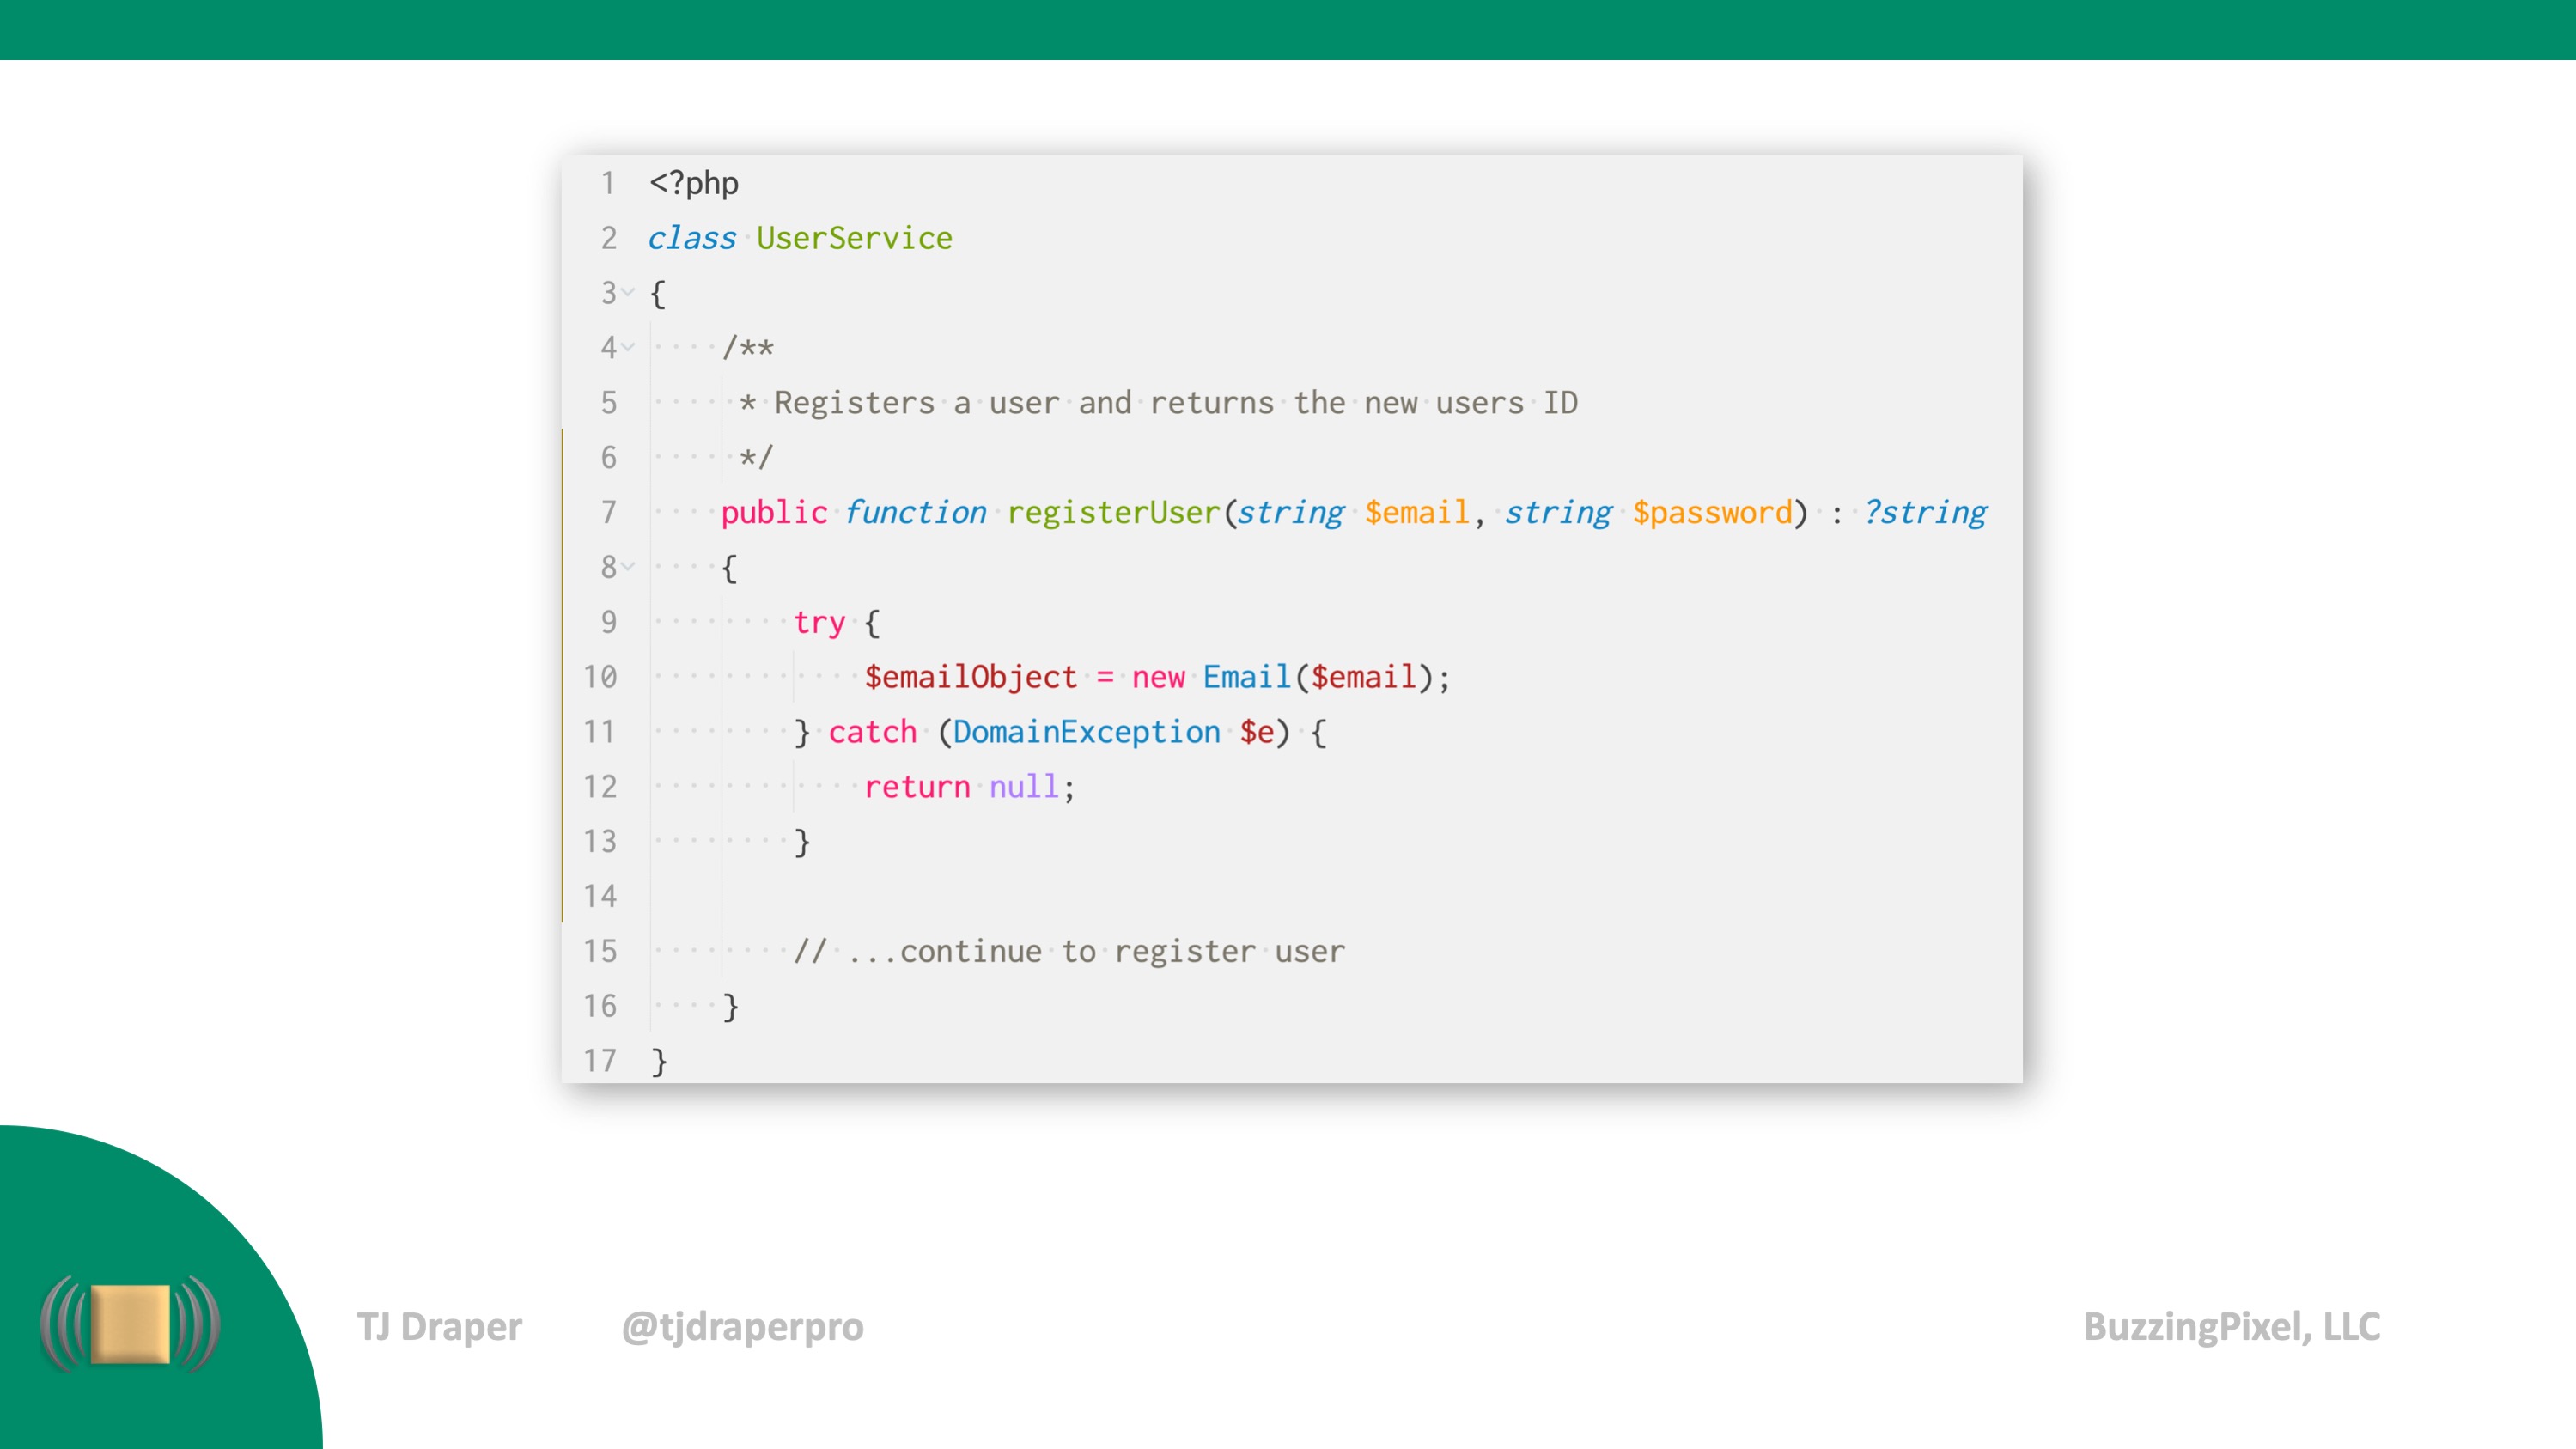 1 <?php
2 class UserService
3 {
4     /**
5      * Registers a user and returns the new users ID
6      */
7     public function registerUser(string $email, string $password) : ?string
8     {
9         try {
10             $emailObject = new Email($email);
11         } catch (DomainException $e) {
12             return null;
13         }
14
15         // ...continue to register user
16     }
17 }
TJ Draper @tjdraperpro BuzzingPixel, LLC